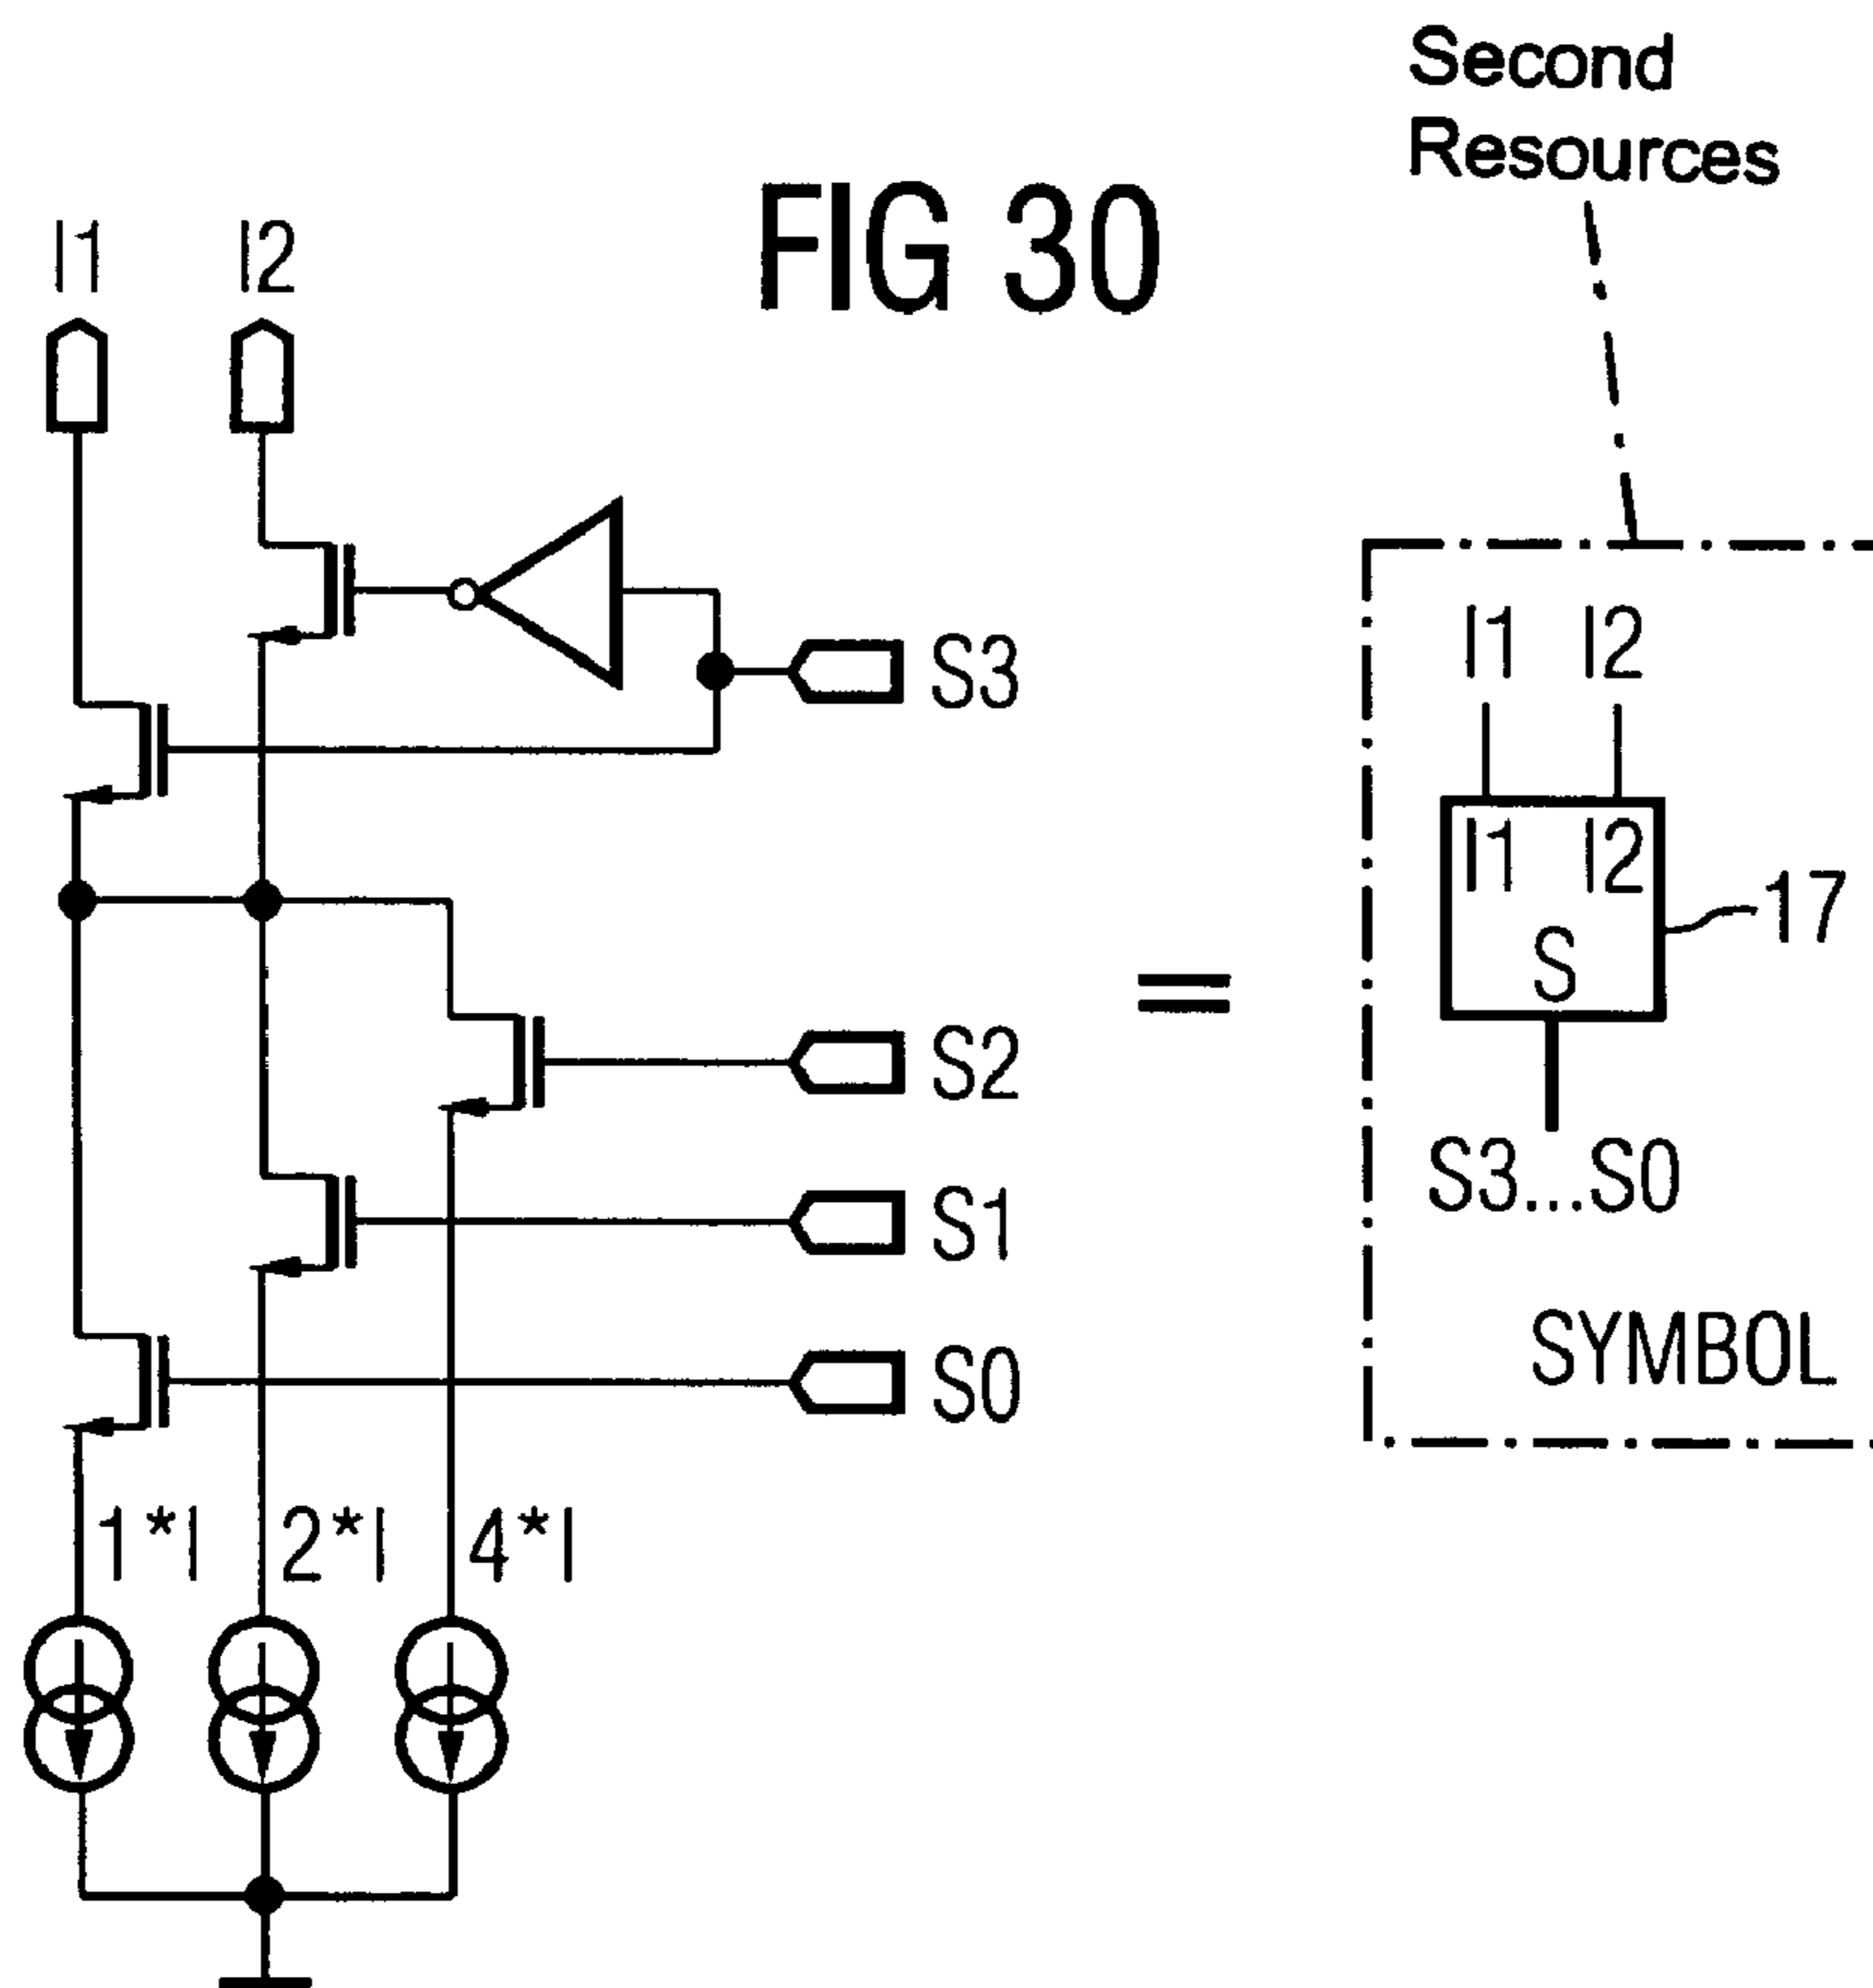 Second
Resources
FIG 30
I1 I2
S3
I1 I2
I1 I2
17
S
=
S2
S3...S0
S1
SYMBOL
S0
1*I 2*I 4*I